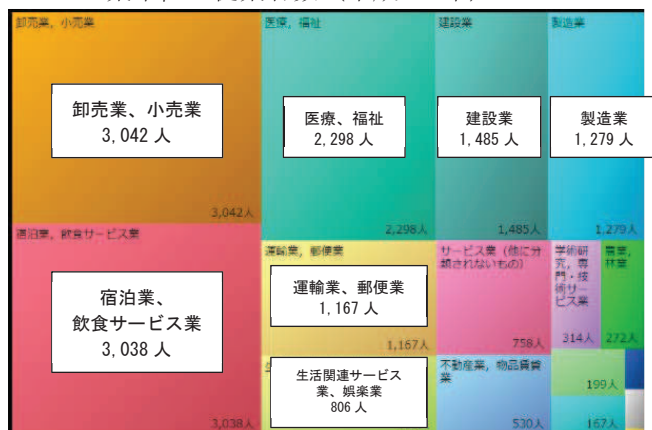 卸売業, 小売業
卸売業、小売業
3,042 人
3,042人
医療, 福祉
医療、福祉
2,298 人
2,298人
建設業
建設業
1,485 人
1,485人
製造業
製造業
1,279 人
1,279人
宿泊業, 飲食サービス業
宿泊業、
飲食サービス業
3,038 人
3,038人
運輸業, 郵便業
運輸業、郵便業
1,167 人
1,167人
生活関連サービス
業、娯楽業
806 人
サービス業 (他に分
類されないもの)
758人
不動産業, 物品賃貸
業
530人
学術研
究, 専
門・技
術サー
ビス業
314人
農業,
林業
272人
199人
167人